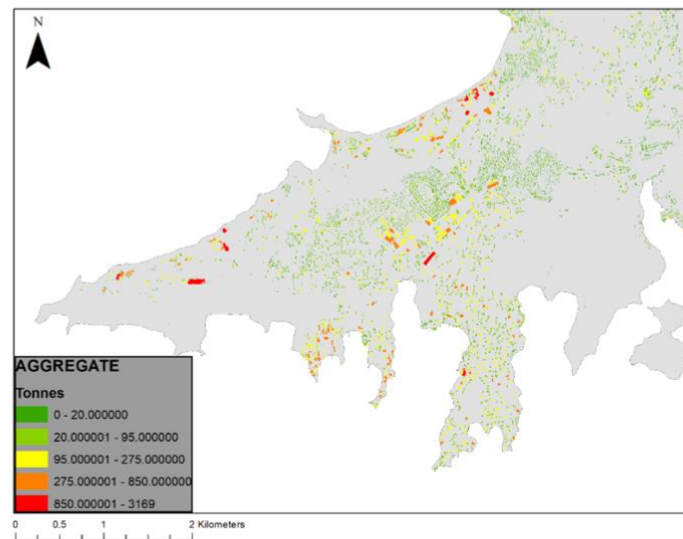 N
AGGREGATE
Tonnes
0 - 20.000000
20.000001 - 95.000000
95.000001 - 275.000000
275.000001 - 850.000000
850.000001 - 3169
0 0.5 1 2 Kilometers